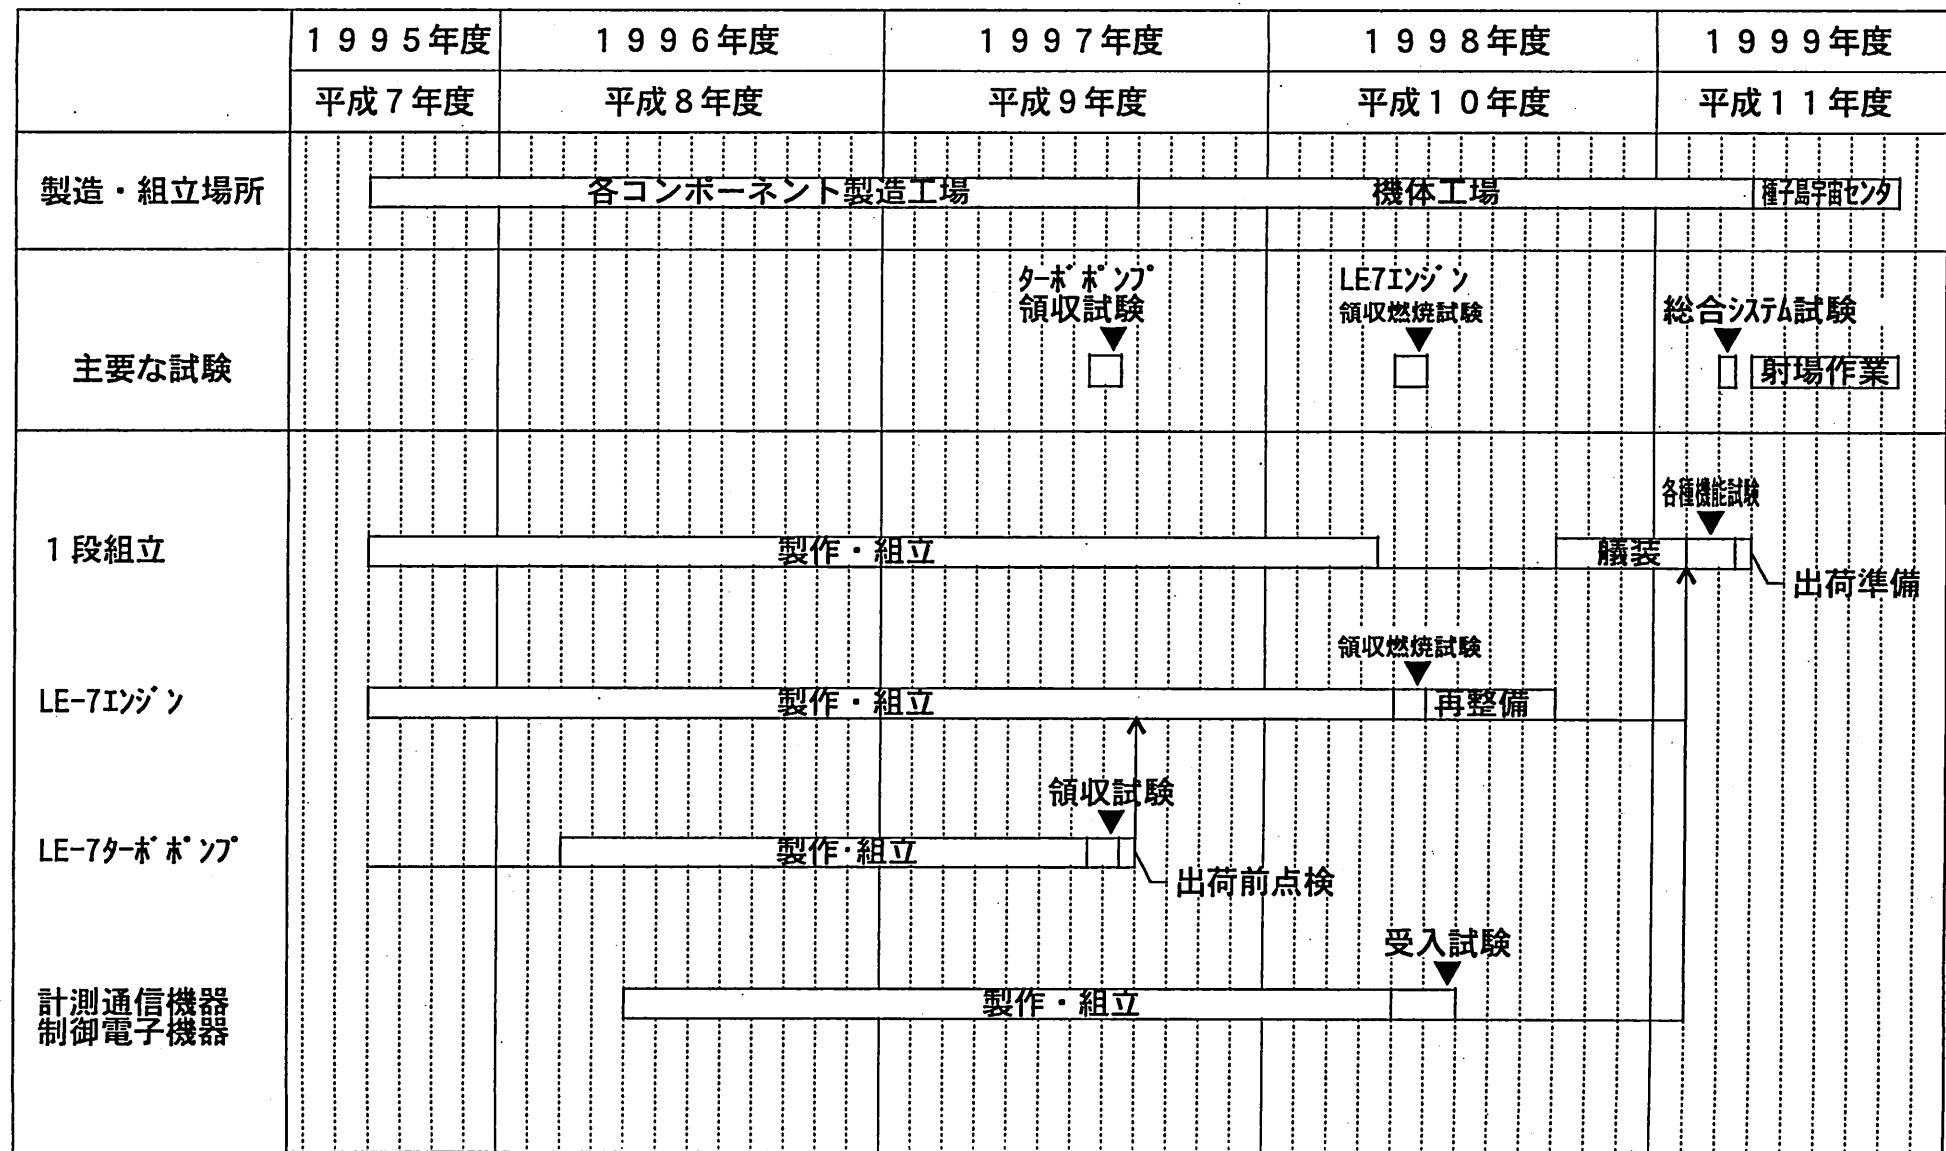 １９９５年度 １９９６年度 １９９７年度 １９９８年度 １９９９年度
平成７年度 平成８年度 平成９年度 平成１０年度 平成１１年度
製造・組立場所 各コンポーネント製造工場 機体工場 種子島宇宙センタ
ﾀｰﾎﾞﾎﾟﾝﾌﾟ LE7ｴﾝｼﾞﾝ
領収試験 領収燃焼試験 総合ｼｽﾃﾑ試験
主要な試験 射場作業
各種機能試験
１段組立 製作・組立 艤装
出荷準備
領収燃焼試験
LE-7ｴﾝｼﾞﾝ 製作・組立 再整備
領収試験
LE-7ﾀｰﾎﾞﾎﾟﾝﾌﾟ 製作・組立
出荷前点検
受入試験
計測通信機器 製作・組立
制御電子機器